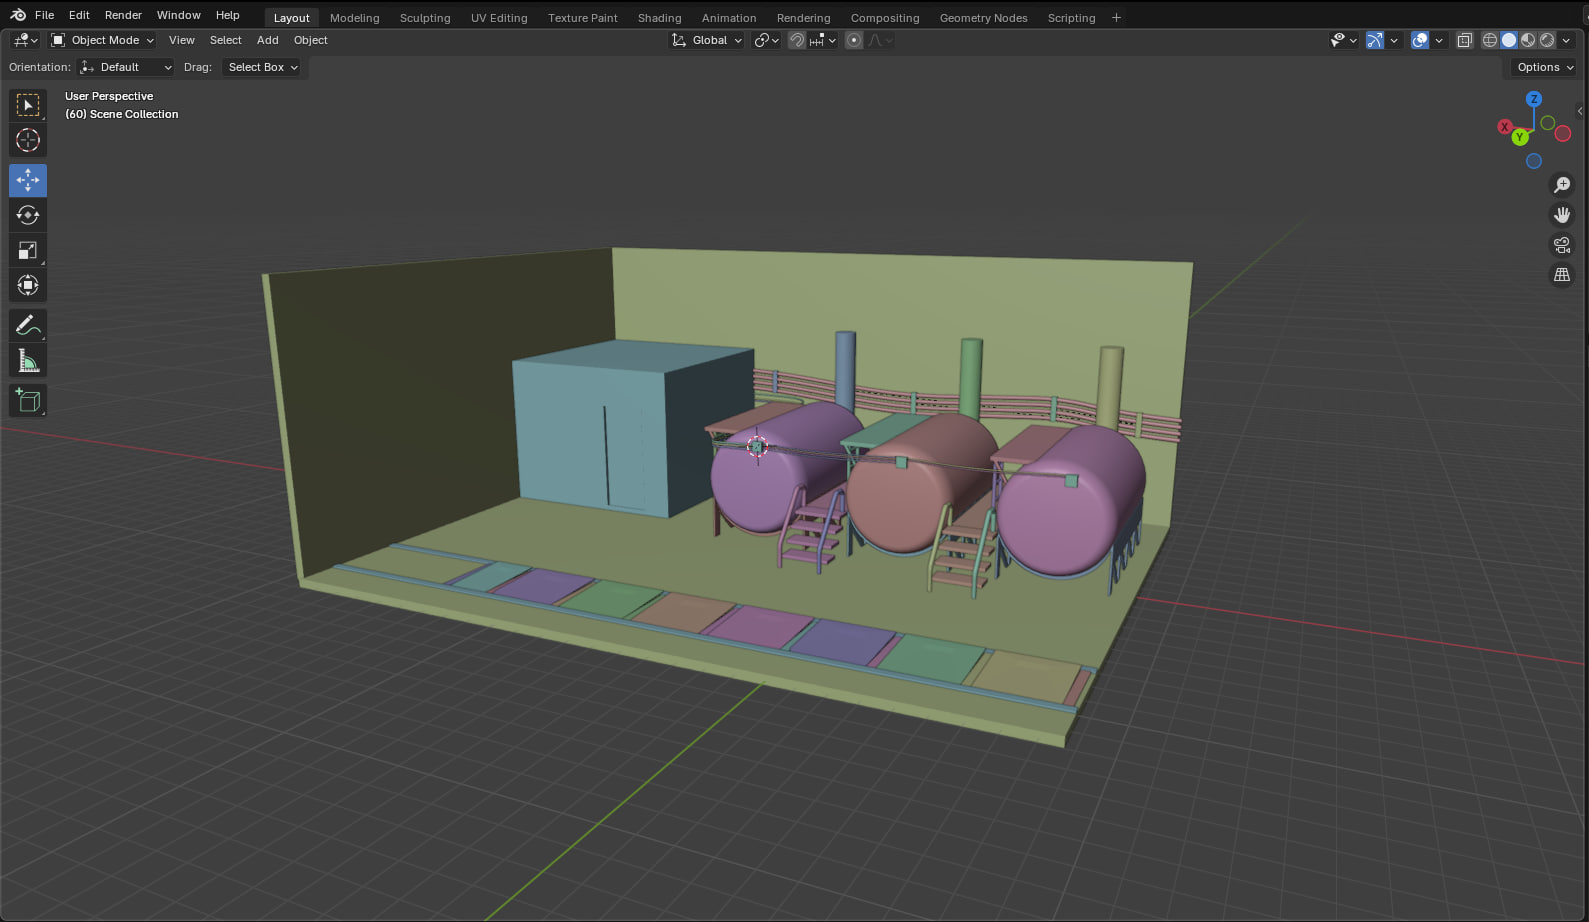 File Edit Render Window Help Layout Modeling Sculpting UV Editing Texture Paint Shading Animation Rendering Compositing Geometry Nodes Scripting +
Object Mode View Select Add Object Global
Orientation: Default Drag: Select Box Options
User Perspective
(60) Scene Collection
Z
X
Y